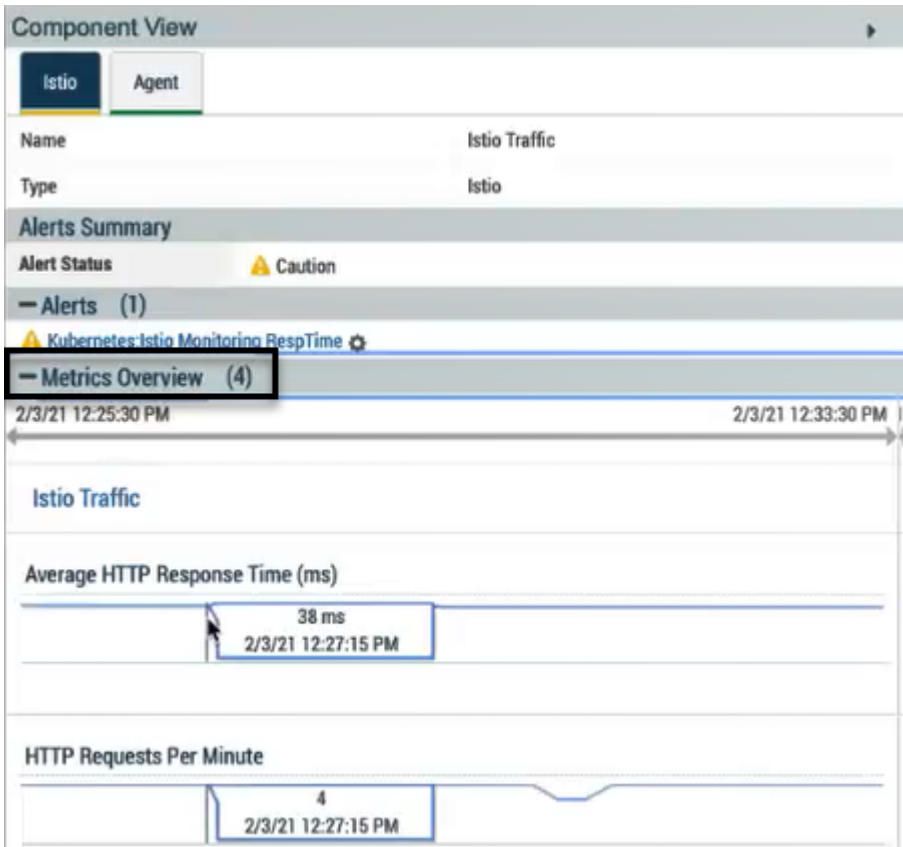 Component View
Istio Agent
Name Istio Traffic
Type Istio
Alerts Summary
Alert Status Caution
Alerts (1)
Kubernetes:Istio Monitoring RespTime
Metrics Overview (4)
2/3/21 12:25:30 PM 2/3/21 12:33:30 PM
Istio Traffic
Average HTTP Response Time (ms)
38 ms
2/3/21 12:27:15 PM
HTTP Requests Per Minute
4
2/3/21 12:27:15 PM